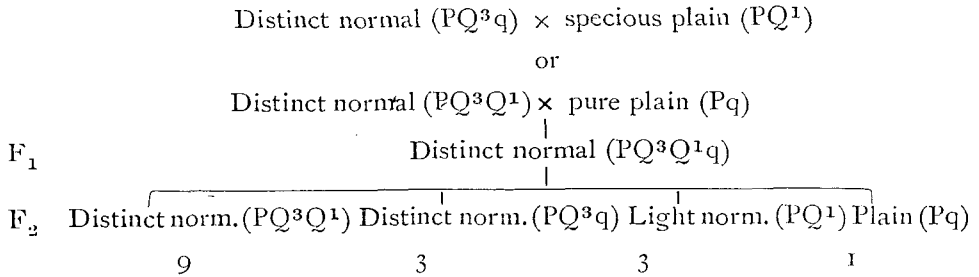 Distinct normal (PQ³q) × specious plain (PQ¹)
or
Distinct normal (PQ³Q¹) × pure plain (Pq)
F₁ Distinct normal (PQ³Q¹q)
F₂ Distinct norm. (PQ³Q¹) Distinct norm. (PQ³q) Light norm. (PQ¹) Plain (Pq)
9 3 3 1